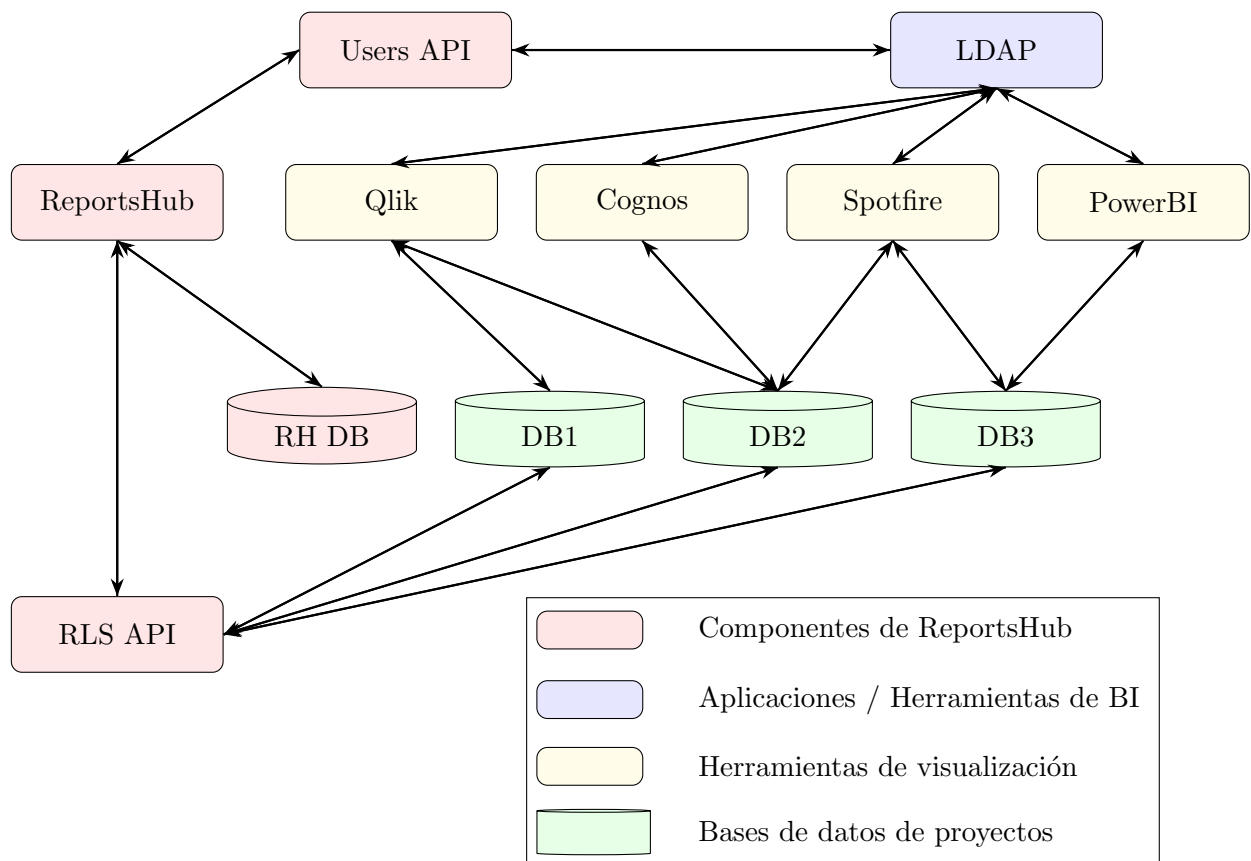 Users API
LDAP
ReportsHub
Qlik
Cognos
Spotfire
PowerBI
RH DB
DB1
DB2
DB3
RLS API
Componentes de ReportsHub
Aplicaciones / Herramientas de BI
Herramientas de visualización
Bases de datos de proyectos